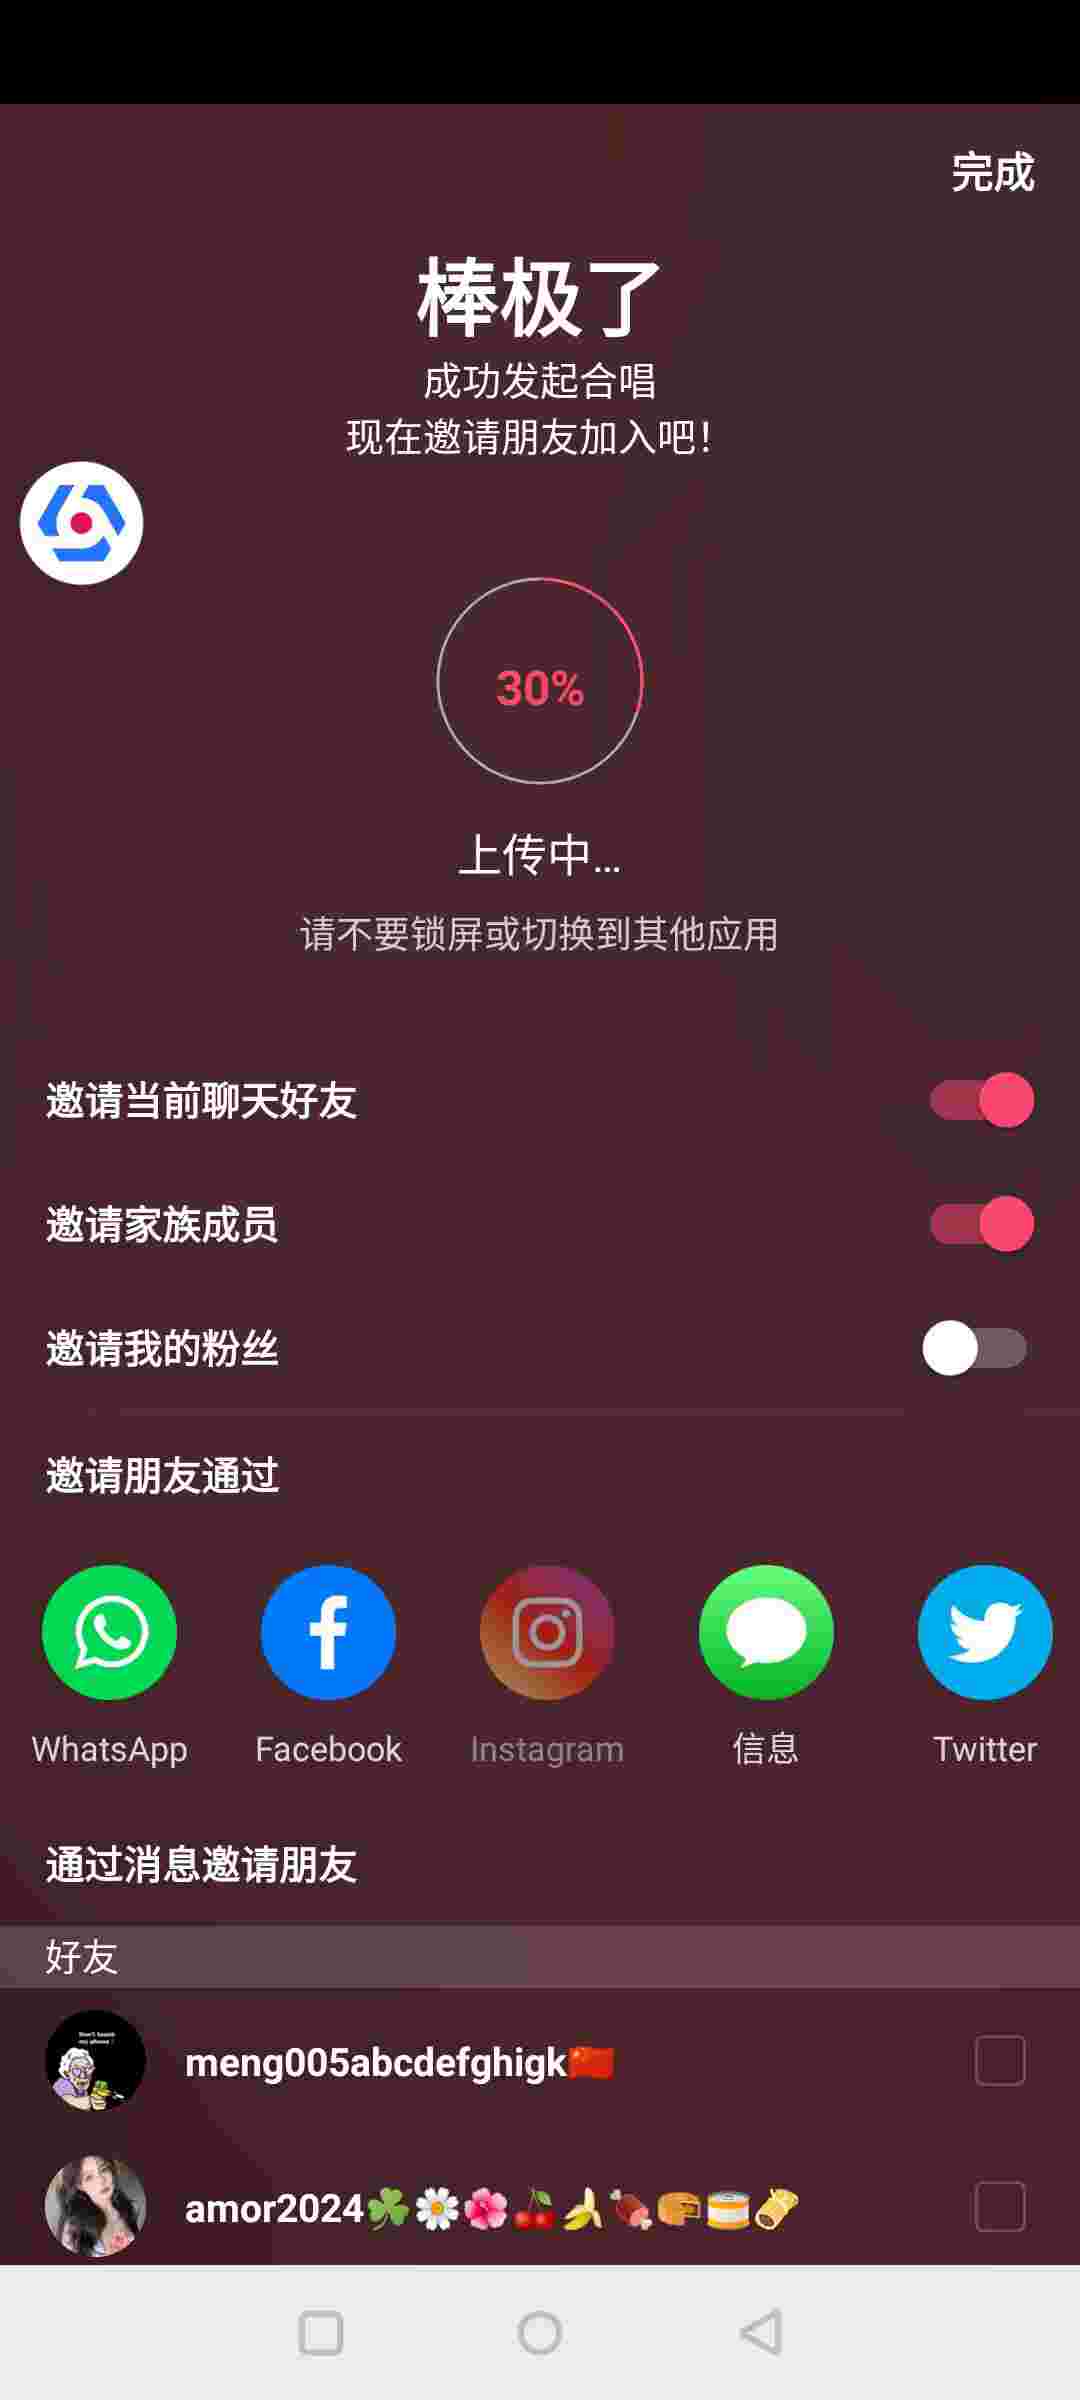 完成
棒极了
成功发起合唱
现在邀请朋友加入吧!
30%
上传中...
请不要锁屏或切换到其他应用
邀请当前聊天好友
邀请家族成员
邀请我的粉丝
邀请朋友通过
WhatsApp
Facebook
Instagram
信息
Twitter
通过消息邀请朋友
好友
meng005abcdefghigk🇨🇳
amor2024☘️🌼🌺🍒🍌🍖🧀🥫🌯